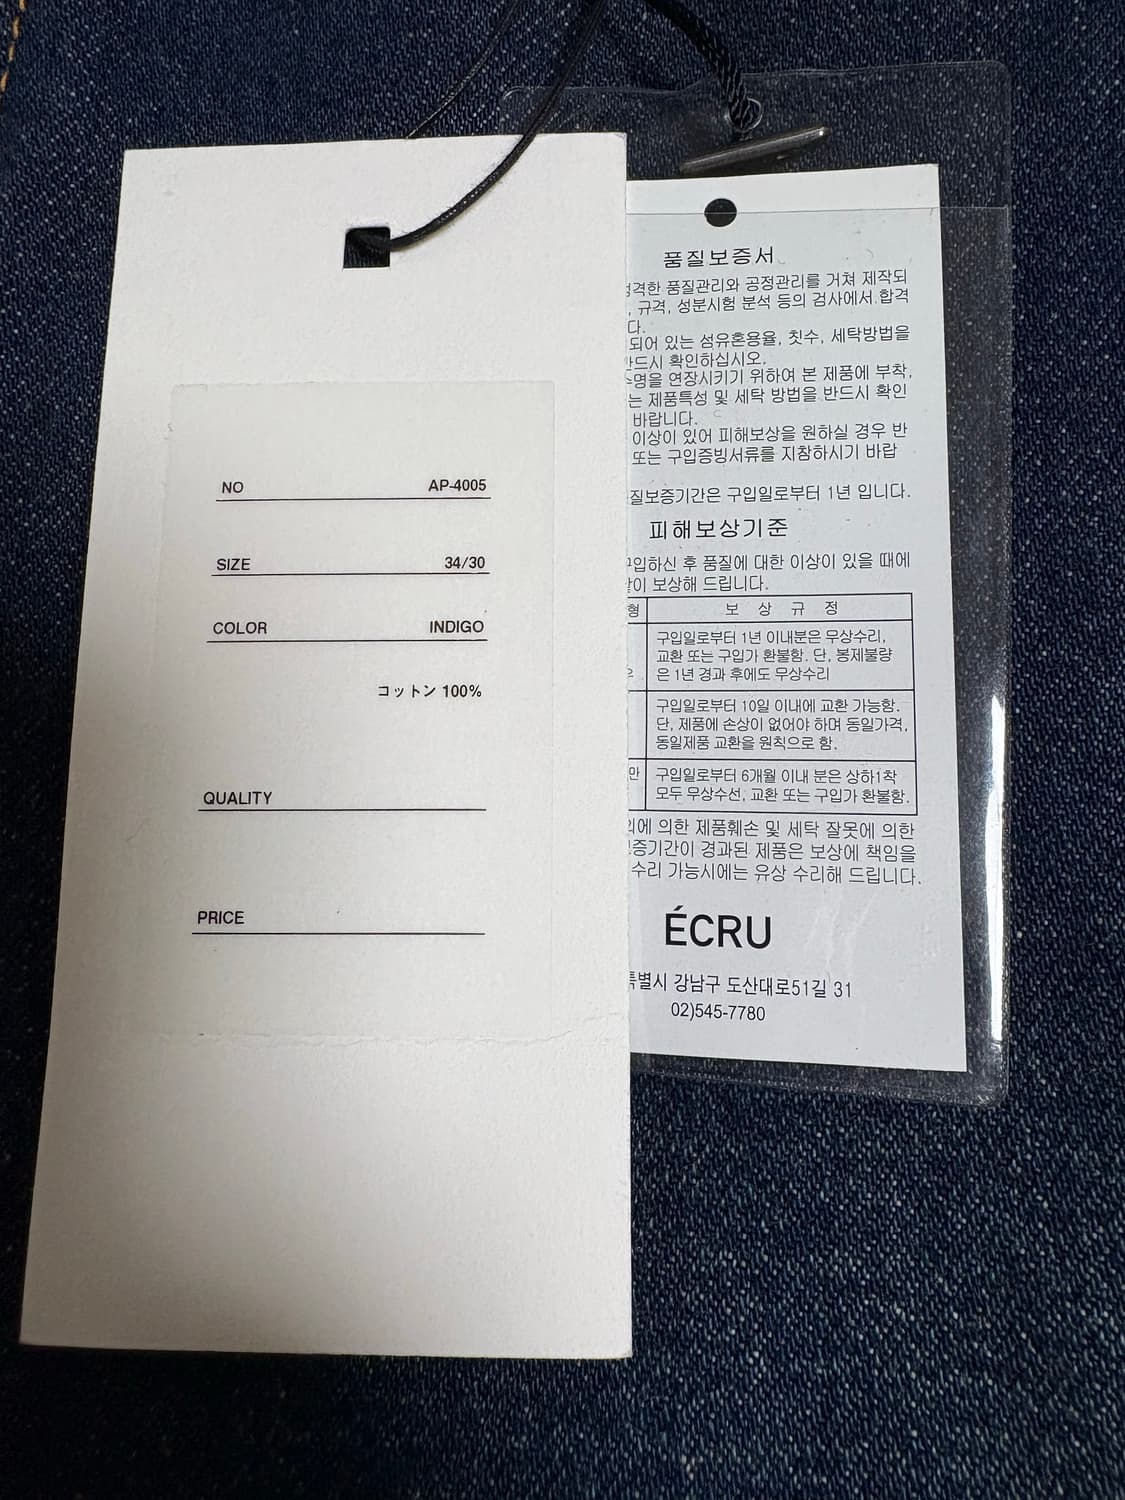 NO AP-4005
SIZE 34/30
COLOR INDIGO
コットン 100%
QUALITY
PRICE
품질보증서
품질관리와 공정관리를 거쳐 제작되
, 규격, 성분시험 분석 등의 검사에서 합격
다.
되어 있는 섬유혼용율, 칫수, 세탁방법을
확인하십시오.
연장시키기 위하여 본 제품에 부착,
는 제품특성 및 세탁 방법을 반드시 확인
바랍니다.
이상이 있어 피해보상을 원하실 경우 반
또는 구입증빙서류를 지참하시기 바랍
질보증기간은 구입일로부터 1년 입니다.
피해보상기준
입하신 후 품질에 대한 이상이 있을 때에
이 보상해 드립니다.
형 보 상 규 정
구입일로부터 1년 이내분은 무상수리,
교환 또는 구입가 환불함. 단, 봉제불량
은 1년 경과 후에도 무상수리
구입일로부터 10일 이내에 교환 가능함.
단, 제품에 손상이 없어야 하며 동일가격,
동일제품 교환을 원칙으로 함.
만 구입일로부터 6개월 이내 분은 상하1착
모두 무상수선, 교환 또는 구입가 환불함.
에 의한 제품훼손 및 세탁 잘못에 의한
증기간이 경과된 제품은 보상에 책임을
수리 가능시에는 유상 수리해 드립니다.
ÉCRU
특별시 강남구 도산대로51길 31
02)545-7780